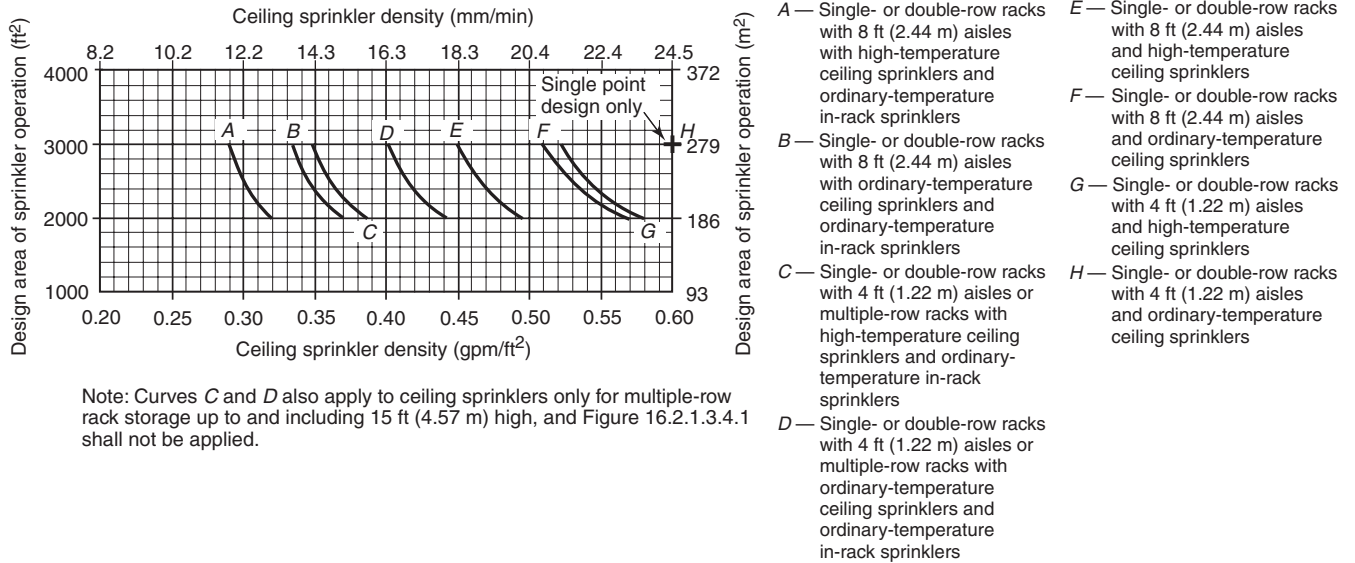 Ceiling sprinkler density (mm/min)
8.2 10.2 12.2 14.3 16.3 18.3 20.4 22.4 24.5
Design area of sprinkler operation (ft2)
4000
3000
2000
1000
Single point
design only
A B D E F H
C G
372
279
186
93
Design area of sprinkler operation (m2)
0.20 0.25 0.30 0.35 0.40 0.45 0.50 0.55 0.60
Ceiling sprinkler density (gpm/ft2)
Note: Curves C and D also apply to ceiling sprinklers only for multiple-row
rack storage up to and including 15 ft (4.57 m) high, and Figure 16.2.1.3.4.1
shall not be applied.
A — Single- or double-row racks
with 8 ft (2.44 m) aisles
with high-temperature
ceiling sprinklers and
ordinary-temperature
in-rack sprinklers
B — Single- or double-row racks
with 8 ft (2.44 m) aisles
with ordinary-temperature
ceiling sprinklers and
ordinary-temperature
in-rack sprinklers
C — Single- or double-row racks
with 4 ft (1.22 m) aisles or
multiple-row racks with
high-temperature ceiling
sprinklers and ordinary-
temperature in-rack
sprinklers
D — Single- or double-row racks
with 4 ft (1.22 m) aisles or
multiple-row racks with
ordinary-temperature
ceiling sprinklers and
ordinary-temperature
in-rack sprinklers
E — Single- or double-row racks
with 8 ft (2.44 m) aisles
and high-temperature
ceiling sprinklers
F — Single- or double-row racks
with 8 ft (2.44 m) aisles
and ordinary-temperature
ceiling sprinklers
G — Single- or double-row racks
with 4 ft (1.22 m) aisles
and high-temperature
ceiling sprinklers
H — Single- or double-row racks
with 4 ft (1.22 m) aisles
and ordinary-temperature
ceiling sprinklers